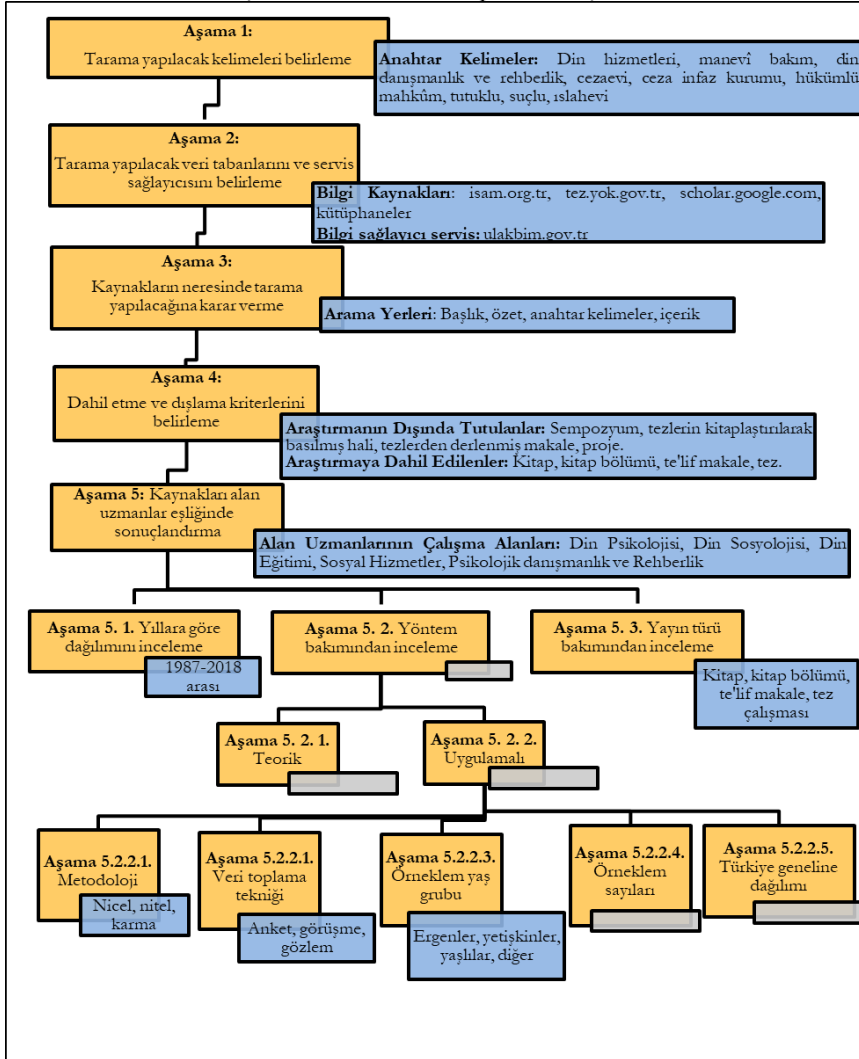 Aşama 1:
Tarama yapılacak kelimeleri belirleme
Anahtar Kelimeler: Din hizmetleri, manevî bakım, din
danışmanlık ve rehberlik, cezaevi, ceza infaz kurumu, hükümlü
mahkûm, tutuklu, suçlu, ıslahevi
Aşama 2:
Tarama yapılacak veri tabanlarını ve servis
sağlayıcısını belirleme
Bilgi Kaynakları: isam.org.tr, tez.yok.gov.tr, scholar.google.com,
kütüphaneler
Bilgi sağlayıcı servis: ulakbim.gov.tr
Aşama 3:
Kaynakların neresinde tarama
yapılacağına karar verme
Arama Yerleri: Başlık, özet, anahtar kelimeler, içerik
Aşama 4:
Dahil etme ve dışlama kriterlerini
belirleme
Araştırmanın Dışında Tutulanlar: Sempozyum, tezlerin kitaplaştırılarak
basılmış hali, tezlerden derlenmiş makale, proje.
Araştırmaya Dahil Edilenler: Kitap, kitap bölümü, te'lif makale, tez.
Aşama 5: Kaynakları alan
uzmanlar eşliğinde
sonuçlandırma
Alan Uzmanlarının Çalışma Alanları: Din Psikolojisi, Din Sosyolojisi, Din
Eğitimi, Sosyal Hizmetler, Psikolojik danışmanlık ve Rehberlik
Aşama 5. 1. Yıllara göre
dağılımını inceleme
1987-2018
arası
Aşama 5. 2. Yöntem
bakımından inceleme
Aşama 5. 3. Yayın türü
bakımından inceleme
Kitap, kitap bölümü,
te'lif makale, tez
çalışması
Aşama 5. 2. 1.
Teorik
Aşama 5. 2. 2.
Uygulamalı
Aşama 5.2.2.1.
Metodoloji
Nicel, nitel,
karma
Aşama 5.2.2.1.
Veri toplama
tekniği
Anket, görüşme,
gözlem
Aşama 5.2.2.3.
Örneklem yaş
grubu
Ergenler, yetişkinler,
yaşlılar, diğer
Aşama 5.2.2.4.
Örneklem
sayıları
Aşama 5.2.2.5.
Türkiye geneline
dağılımı